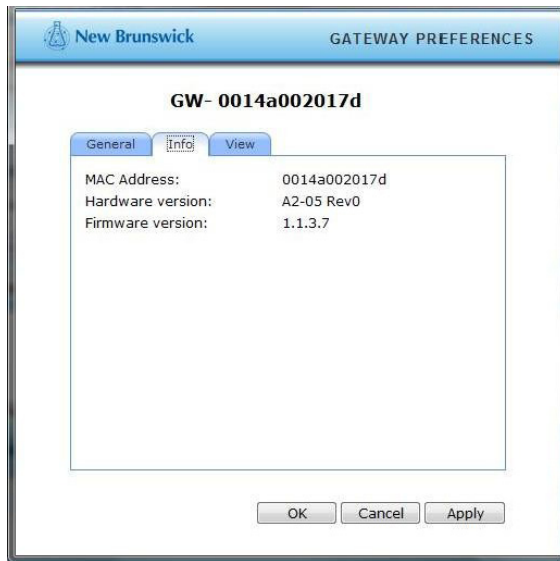 New Brunswick GATEWAY PREFERENCES
GW- 0014a002017d
General Info View
MAC Address: 0014a002017d
Hardware version: A2-05 Rev0
Firmware version: 1.1.3.7
OK Cancel Apply